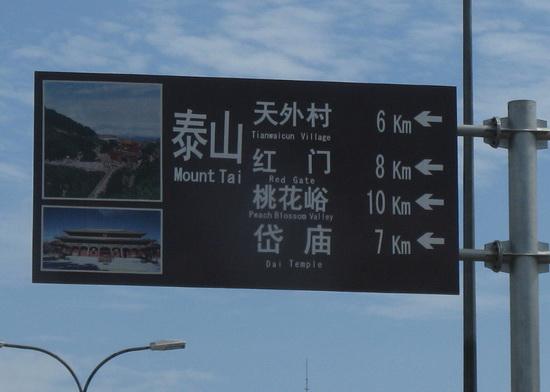 泰山
Mount Tai
天外村 6 Km
Tianwaicun Village
红门 8 Km
Red Gate
桃花峪 10 Km
Peach Blossom Valley
岱庙 7 Km
Dai Temple